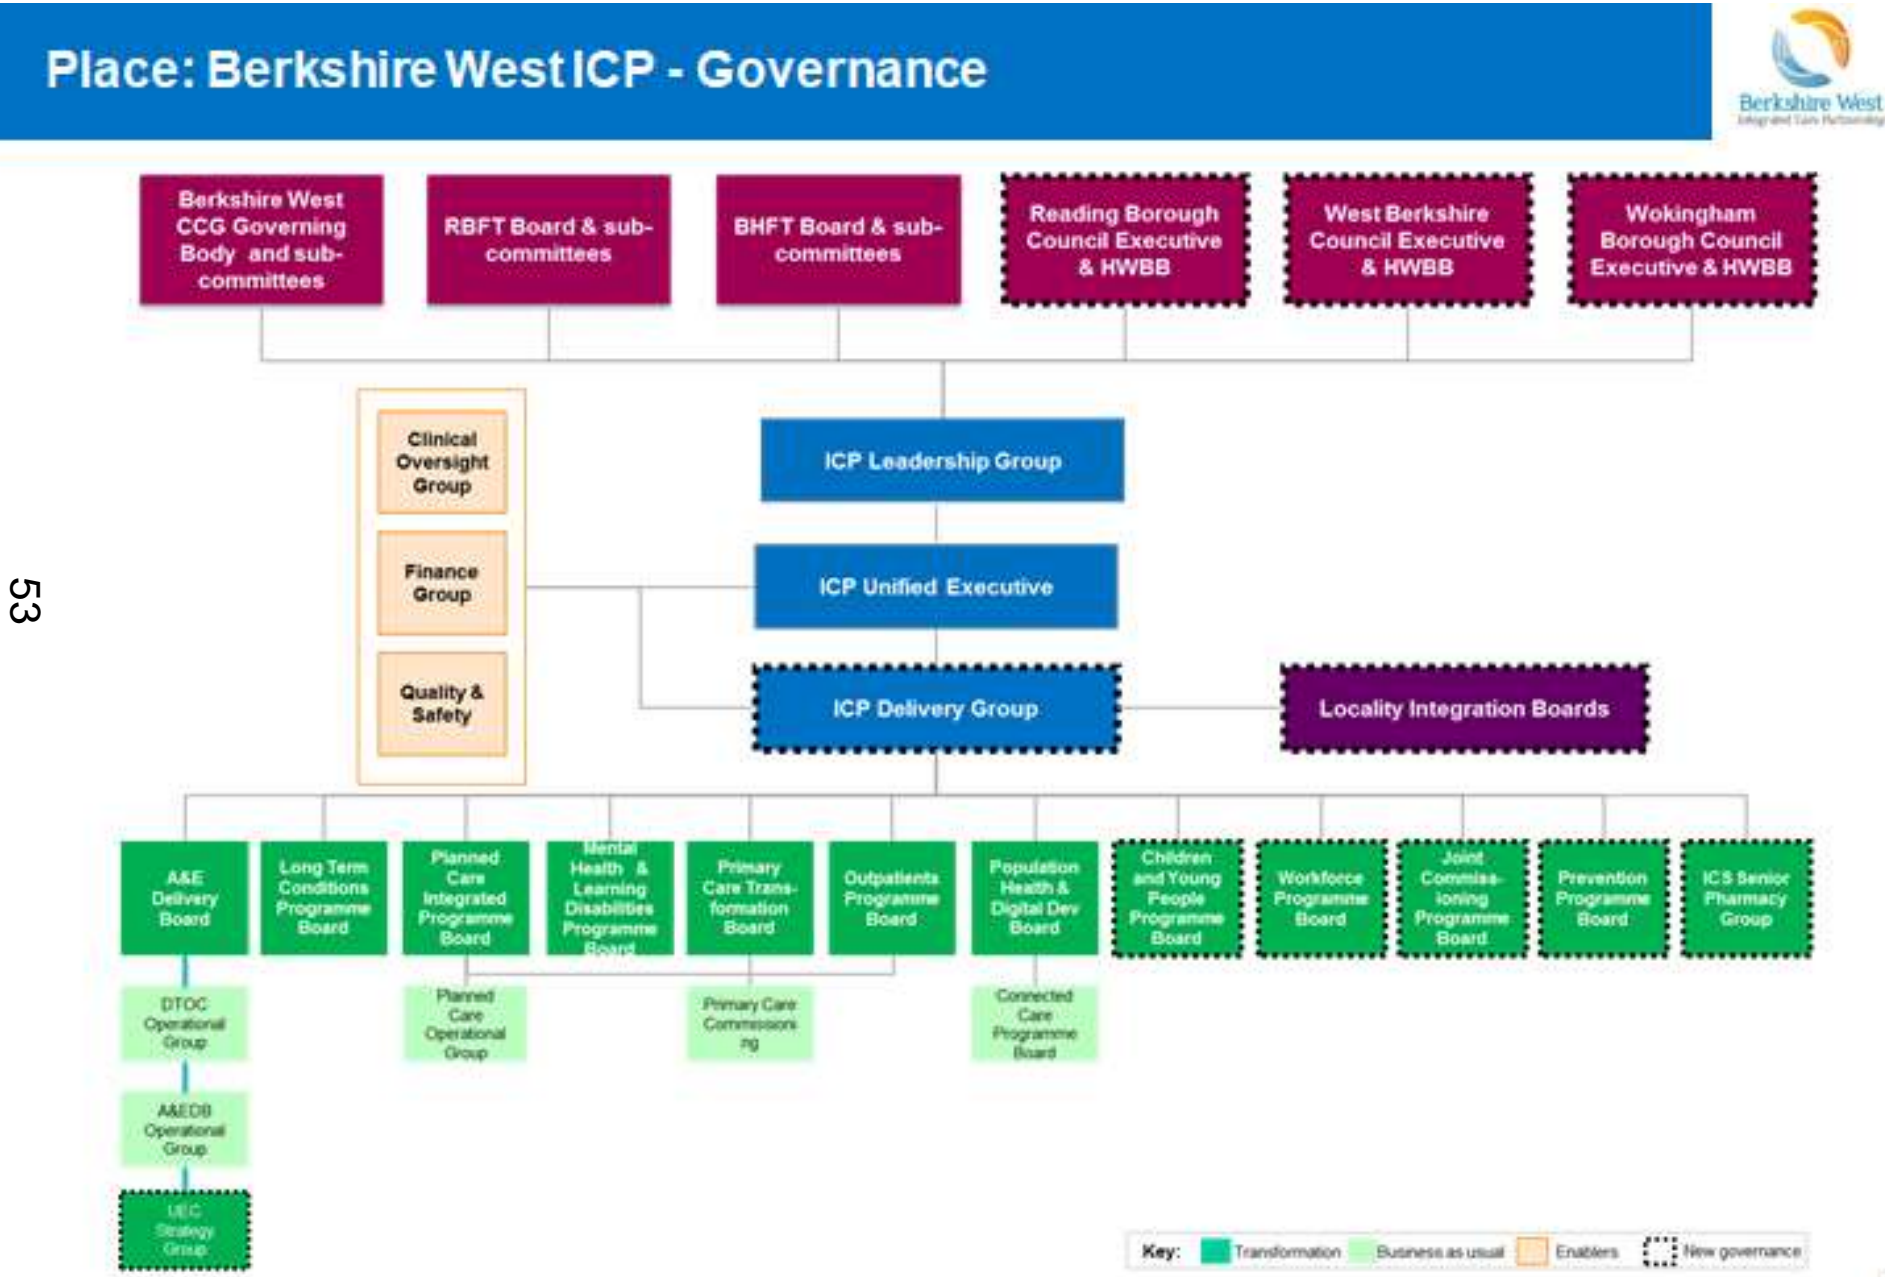 Place: Berkshire West ICP - Governance
Berkshire West
Integrated Care Partnership
Berkshire West
CCG Governing
Body and sub-
committees
RBFT Board & sub-
committees
BHFT Board & sub-
committees
Reading Borough
Council Executive
& HWBB
West Berkshire
Council Executive
& HWBB
Wokingham
Borough Council
Executive & HWBB
Clinical
Oversight
Group
ICP Leadership Group
53
Finance
Group
ICP Unified Executive
Quality &
Safety
ICP Delivery Group
Locality Integration Boards
A&E
Delivery
Board
Long Term
Conditions
Programme
Board
Planned
Care
Integrated
Programme
Board
Mental
Health &
Learning
Disabilities
Programme
Board
Primary
Care Trans-
formation
Board
Outpatients
Programme
Board
Population
Health &
Digital Dev
Board
Children
and Young
People
Programme
Board
Workforce
Programme
Board
Joint
Commiss-
ioning
Programme
Board
Prevention
Programme
Board
ICS Senior
Pharmacy
Group
DTOC
Operational
Group
Planned
Care
Operational
Group
Primary Care
Commissioni
ng
Connected
Care
Programme
Board
A&EDB
Operational
Group
UEC
Strategy
Group
Key:
Transformation
Business as usual
Enablers
New governance